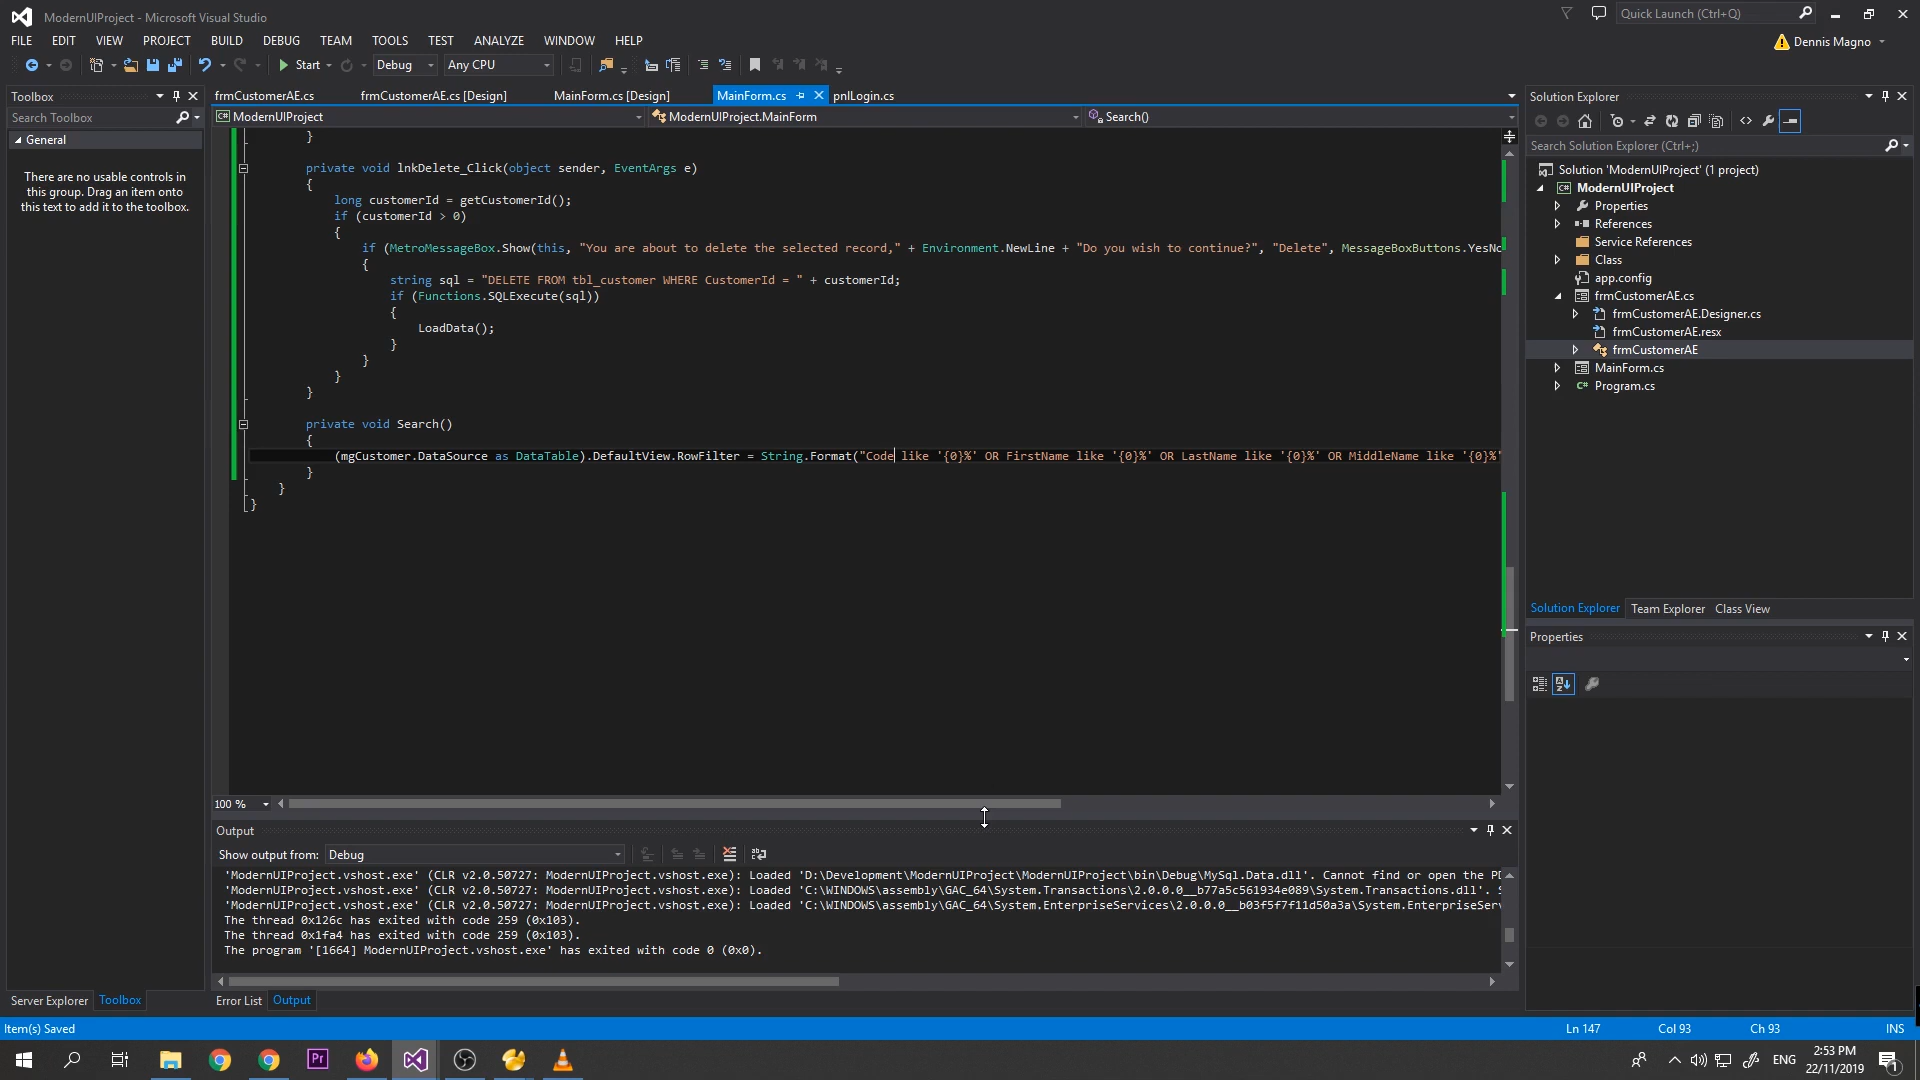 ModernUIProject - Microsoft Visual Studio
Quick Launch (Ctrl+Q)
FILE EDIT VIEW PROJECT BUILD DEBUG TEAM TOOLS TEST ANALYZE WINDOW HELP
Dennis Magno
Start Debug Any CPU
Toolbox
Search Toolbox
General
There are no usable controls in
this group. Drag an item onto
this text to add it to the toolbox.
frmCustomerAE.cs frmCustomerAE.cs [Design] MainForm.cs [Design] MainForm.cs pnlLogin.cs
ModernUIProject ModernUIProject.MainForm Search()
}
private void lnkDelete_Click(object sender, EventArgs e)
{
long customerId = getCustomerId();
if (customerId > 0)
{
if (MetroMessageBox.Show(this, "You are about to delete the selected record," + Environment.NewLine + "Do you wish to continue?", "Delete", MessageBoxButtons.YesNo
{
string sql = "DELETE FROM tbl_customer WHERE CustomerId = " + customerId;
if (Functions.SQLExecute(sql))
{
LoadData();
}
}
}
}
private void Search()
{
(mgCustomer.DataSource as DataTable).DefaultView.RowFilter = String.Format("Code like '{0}%' OR FirstName like '{0}%' OR LastName like '{0}%' OR MiddleName like '{0}%'
}
}
}
100 %
Output
Show output from: Debug
'ModernUIProject.vshost.exe' (CLR v2.0.50727: ModernUIProject.vshost.exe): Loaded 'D:\Development\ModernUIProject\ModernUIProject\bin\Debug\MySql.Data.dll'. Cannot find or open the PD
'ModernUIProject.vshost.exe' (CLR v2.0.50727: ModernUIProject.vshost.exe): Loaded 'C:\WINDOWS\assembly\GAC_64\System.Transactions\2.0.0.0__b77a5c561934e089\System.Transactions.dll'. S
'ModernUIProject.vshost.exe' (CLR v2.0.50727: ModernUIProject.vshost.exe): Loaded 'C:\WINDOWS\assembly\GAC_64\System.EnterpriseServices\2.0.0.0__b03f5f7f11d50a3a\System.EnterpriseServ
The thread 0x126c has exited with code 259 (0x103).
The thread 0x1fa4 has exited with code 259 (0x103).
The program '[1664] ModernUIProject.vshost.exe' has exited with code 0 (0x0).
Server Explorer Toolbox
Error List Output
Solution Explorer
Search Solution Explorer (Ctrl+;)
Solution 'ModernUIProject' (1 project)
ModernUIProject
Properties
References
Service References
Class
app.config
frmCustomerAE.cs
frmCustomerAE.Designer.cs
frmCustomerAE.resx
frmCustomerAE
MainForm.cs
Program.cs
Solution Explorer Team Explorer Class View
Properties
Item(s) Saved
Ln 147 Col 93 Ch 93 INS
ENG
2:53 PM
22/11/2019
1